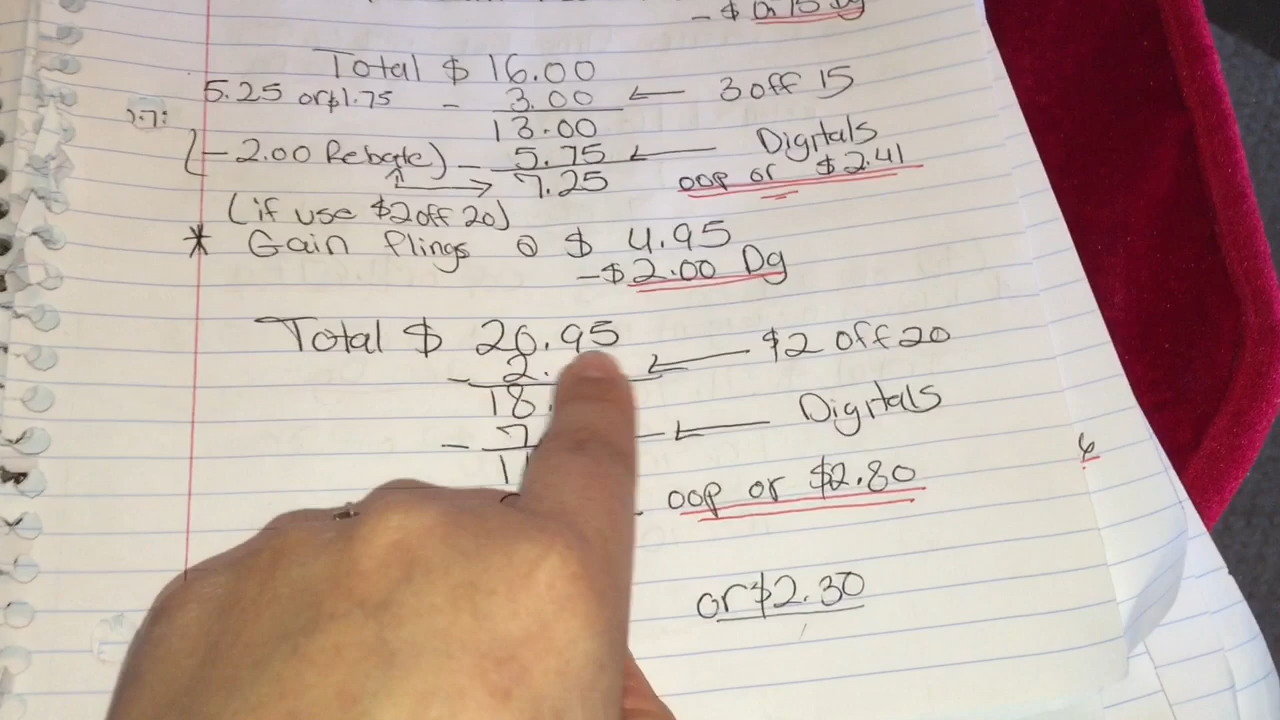 - $
Total $ 16.00
5.25 or $1.75 - 3.00 ← 3 off 15
13.00
(- 2.00 Rebate) - 5.75 ← Digitals
7.25 oop or $2.41
(if use $2 off 20)
* Gain flings @ $ 4.95
-$2.00 Dg
Total $ 20.95
- 2. ← $2 off 20
18.
- 7 ← Digitals
11
oop or $2.80
6
or $2.30